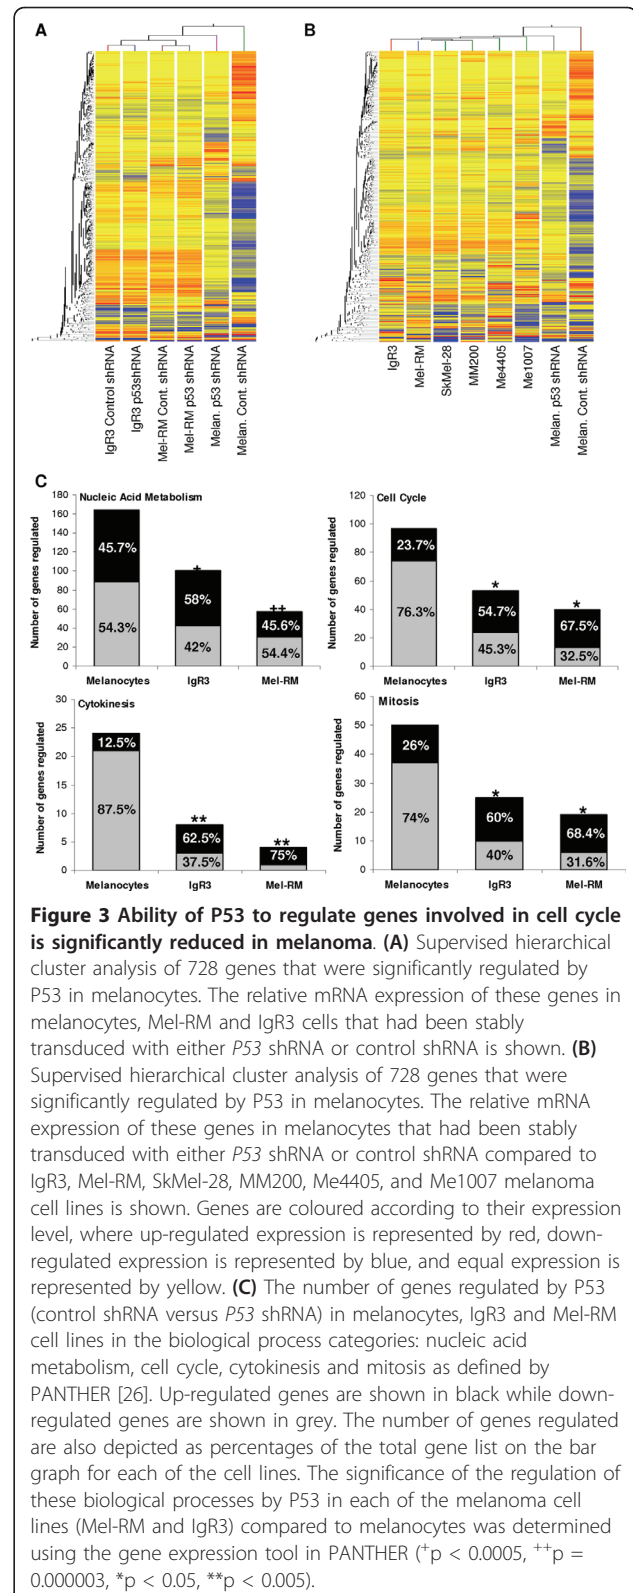 A
B
IgR3 Control shRNA
IgR3 p53shRNA
Mel-RM Cont. shRNA
Mel-RM p53 shRNA
Melan. p53 shRNA
Melan. Cont. shRNA
IgR3
Mel-RM
SkMel-28
MM200
Me4405
Me1007
Melan. p53 shRNA
Melan. Cont. shRNA
C
Nucleic Acid Metabolism
Number of genes regulated
180
160
140
120
100
80
60
40
20
0
45.7%
54.3%
+
58%
42%
++
45.6%
54.4%
Melanocytes
IgR3
Mel-RM
Cell Cycle
Number of genes regulated
120
100
80
60
40
20
0
23.7%
76.3%
*
54.7%
45.3%
*
67.5%
32.5%
Melanocytes
IgR3
Mel-RM
Cytokinesis
Number of genes regulated
30
25
20
15
10
5
0
12.5%
87.5%
**
62.5%
37.5%
**
75%
Melanocytes
IgR3
Mel-RM
Mitosis
Number of genes regulated
60
50
40
30
20
10
0
26%
74%
*
60%
40%
*
68.4%
31.6%
Melanocytes
IgR3
Mel-RM
Figure 3 Ability of P53 to regulate genes involved in cell cycle
is significantly reduced in melanoma. (A) Supervised hierarchical
cluster analysis of 728 genes that were significantly regulated by
P53 in melanocytes. The relative mRNA expression of these genes in
melanocytes, Mel-RM and IgR3 cells that had been stably
transduced with either P53 shRNA or control shRNA is shown. (B)
Supervised hierarchical cluster analysis of 728 genes that were
significantly regulated by P53 in melanocytes. The relative mRNA
expression of these genes in melanocytes that had been stably
transduced with either P53 shRNA or control shRNA compared to
IgR3, Mel-RM, SkMel-28, MM200, Me4405, and Me1007 melanoma
cell lines is shown. Genes are coloured according to their expression
level, where up-regulated expression is represented by red, down-
regulated expression is represented by blue, and equal expression is
represented by yellow. (C) The number of genes regulated by P53
(control shRNA versus P53 shRNA) in melanocytes, IgR3 and Mel-RM
cell lines in the biological process categories: nucleic acid
metabolism, cell cycle, cytokinesis and mitosis as defined by
PANTHER [26]. Up-regulated genes are shown in black while down-
regulated genes are shown in grey. The number of genes regulated
are also depicted as percentages of the total gene list on the bar
graph for each of the cell lines. The significance of the regulation of
these biological processes by P53 in each of the melanoma cell
lines (Mel-RM and IgR3) compared to melanocytes was determined
using the gene expression tool in PANTHER (⁺p < 0.0005, ⁺⁺p =
0.000003, *p < 0.05, **p < 0.005).